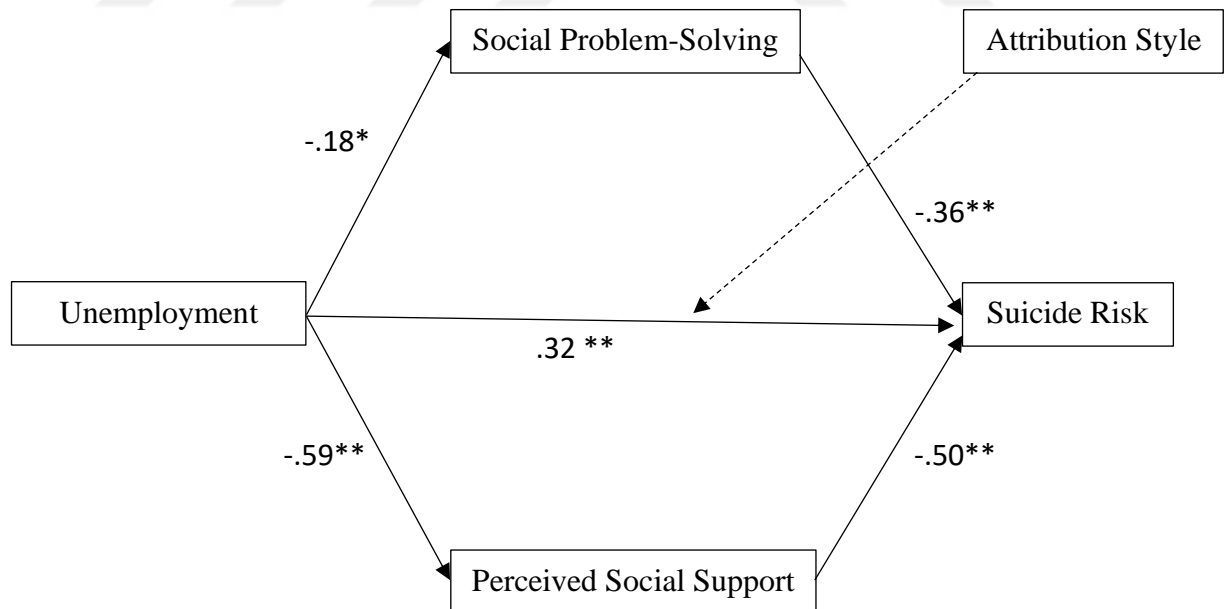 Social Problem-Solving
Attribution Style
-.18*
-.36**
Unemployment
Suicide Risk
.32 **
-.59**
-.50**
Perceived Social Support